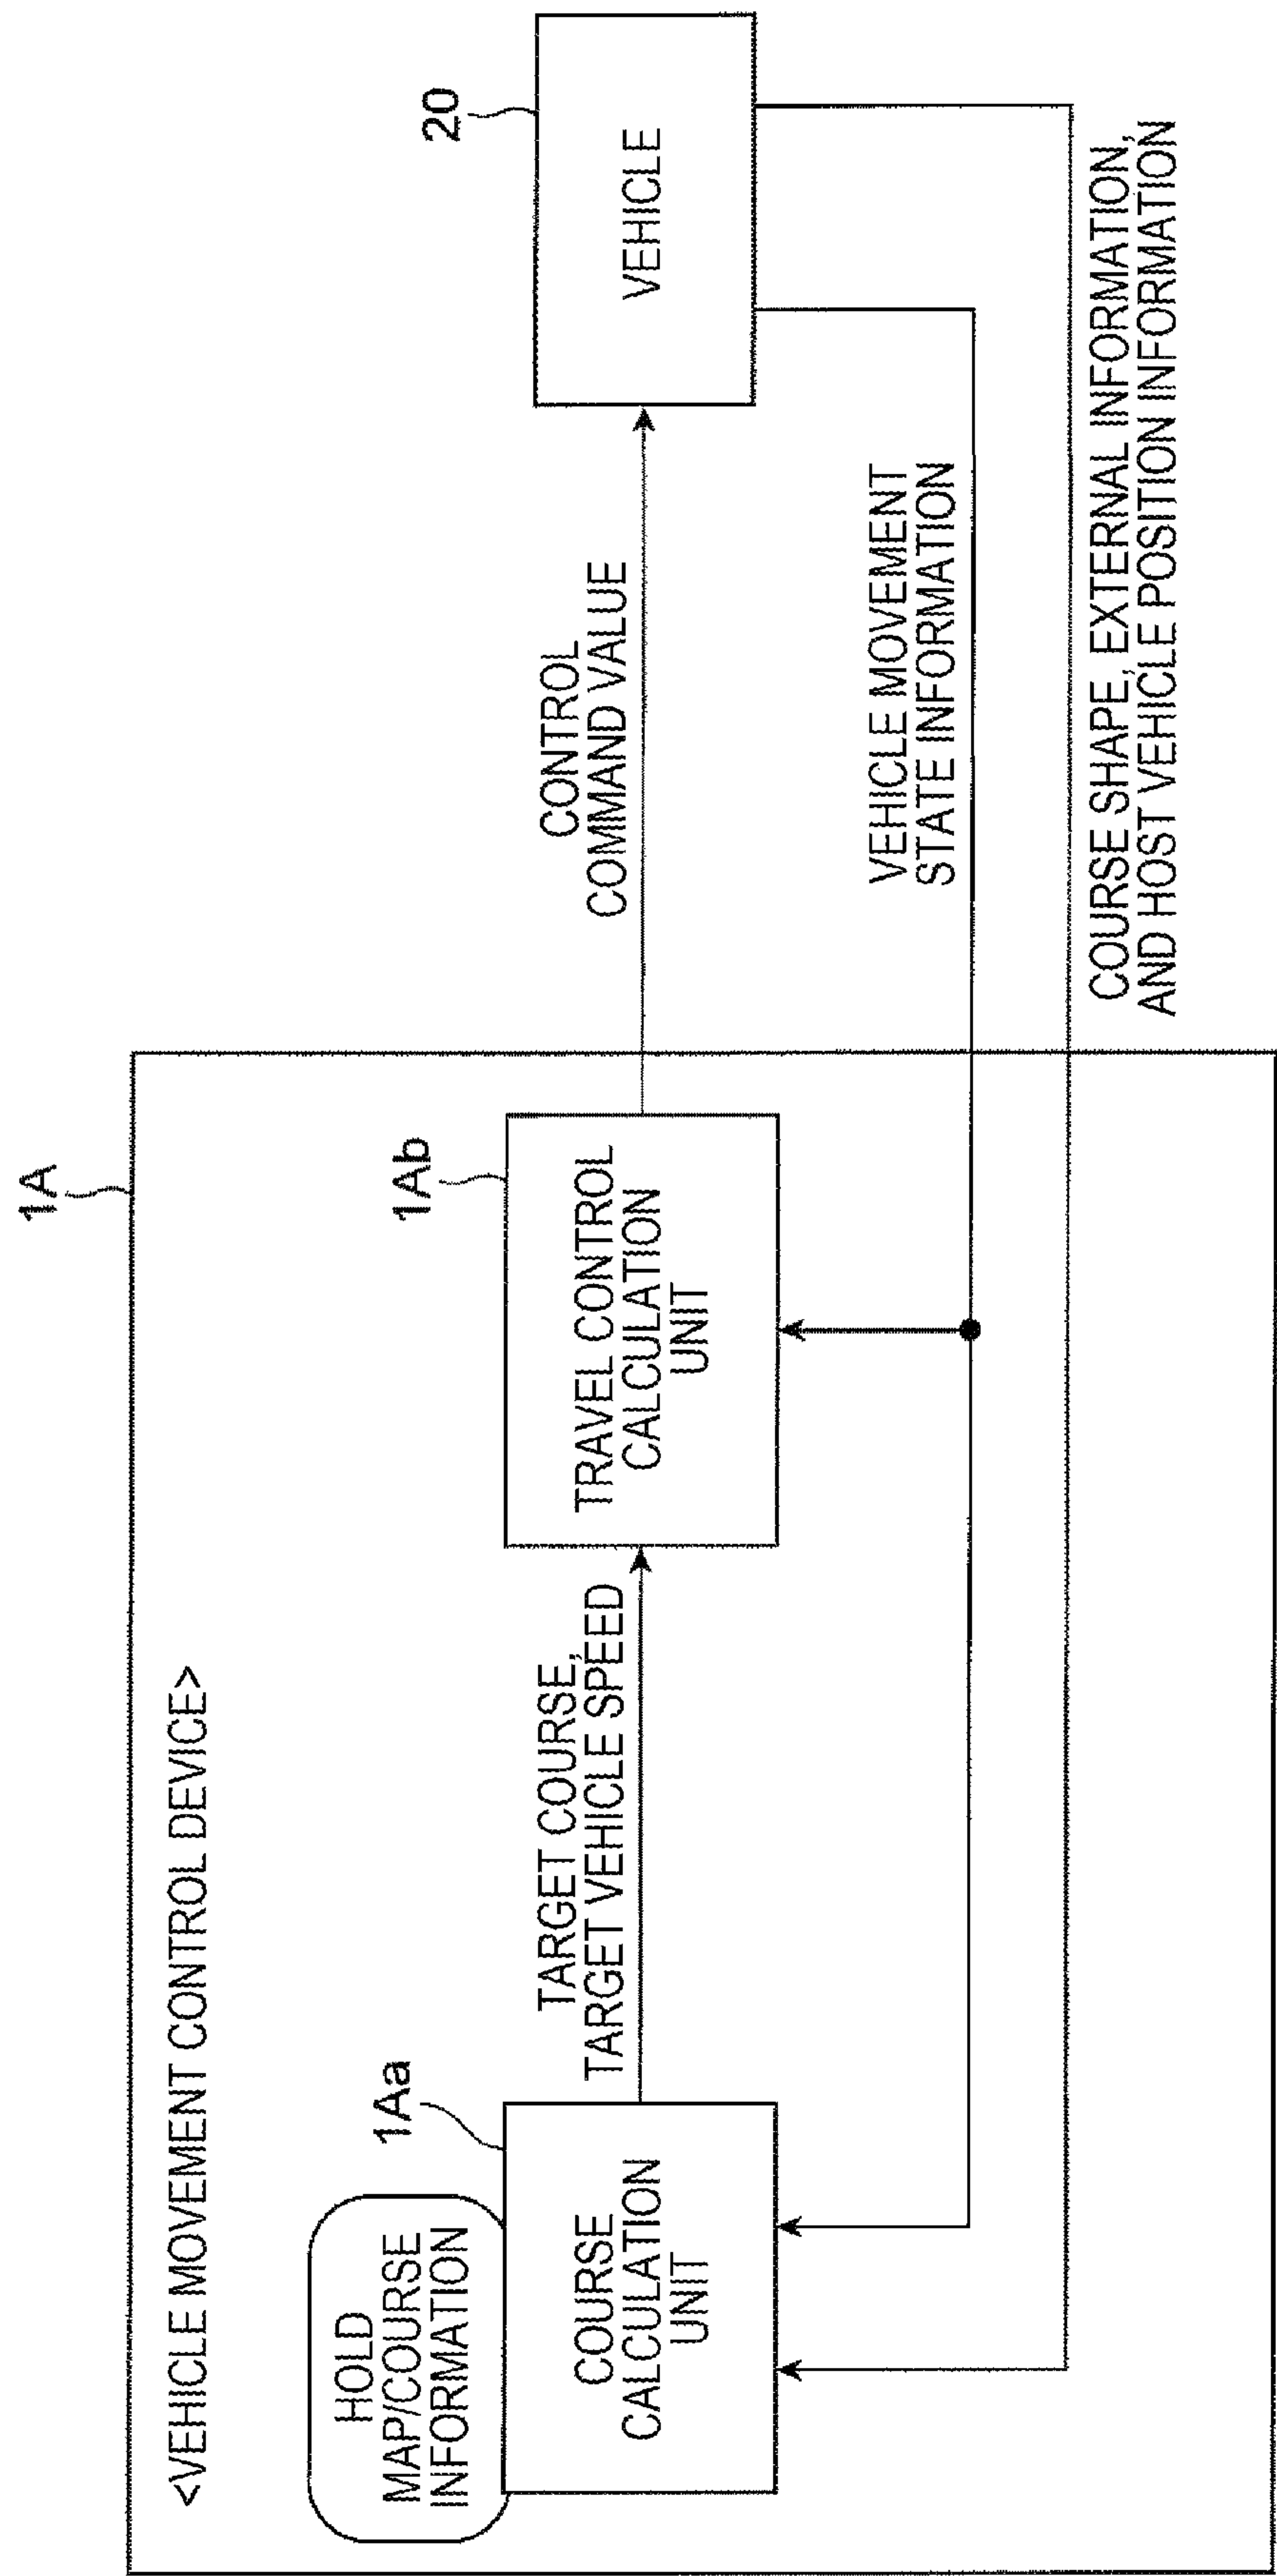 1A
<VEHICLE MOVEMENT CONTROL DEVICE>
HOLD
MAP/COURSE
INFORMATION
1Aa
COURSE
CALCULATION
UNIT
TARGET COURSE,
TARGET VEHICLE SPEED
1Ab
TRAVEL CONTROL
CALCULATION
UNIT
CONTROL
COMMAND VALUE
20
VEHICLE
VEHICLE MOVEMENT
STATE INFORMATION
COURSE SHAPE, EXTERNAL INFORMATION,
AND HOST VEHICLE POSITION INFORMATION